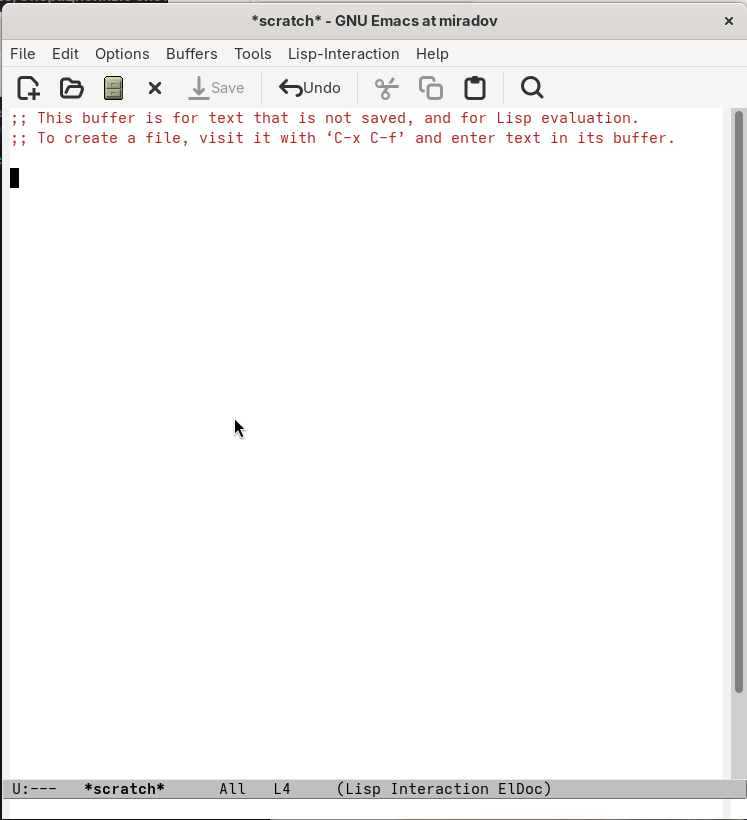 *scratch* - GNU Emacs at miradov
File Edit Options Buffers Tools Lisp-Interaction Help
Save Undo
;; This buffer is for text that is not saved, and for Lisp evaluation.
;; To create a file, visit it with ‘C-x C-f’ and enter text in its buffer.
U:--- *scratch* All L4 (Lisp Interaction ElDoc)